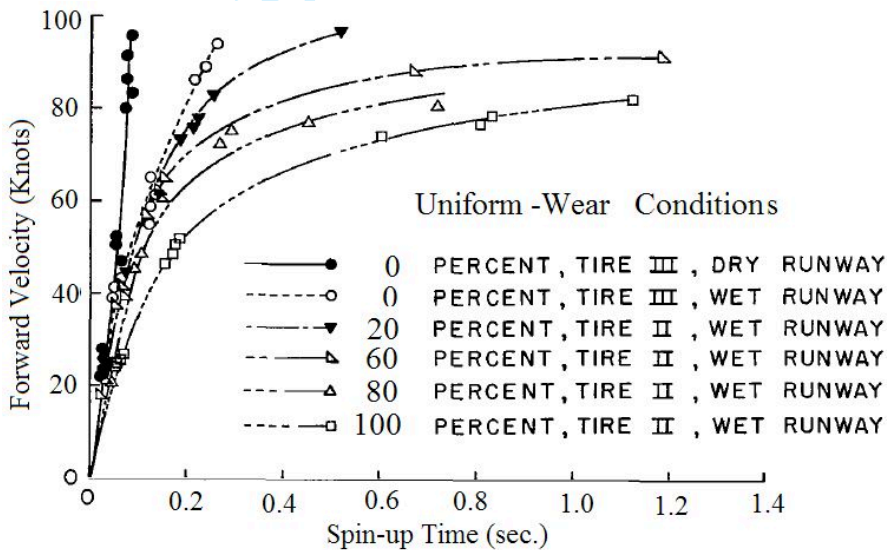 100
80
60
40
20
0
0
0.2
0.4
0.6
0.8
1.0
1.2
1.4
Forward Velocity (Knots)
Spin-up Time (sec.)
Uniform -Wear Conditions
0 PERCENT, TIRE III, DRY RUNWAY
0 PERCENT, TIRE III, WET RUNWAY
20 PERCENT, TIRE II, WET RUNWAY
60 PERCENT, TIRE II, WET RUNWAY
80 PERCENT, TIRE II, WET RUNWAY
100 PERCENT, TIRE II, WET RUNWAY